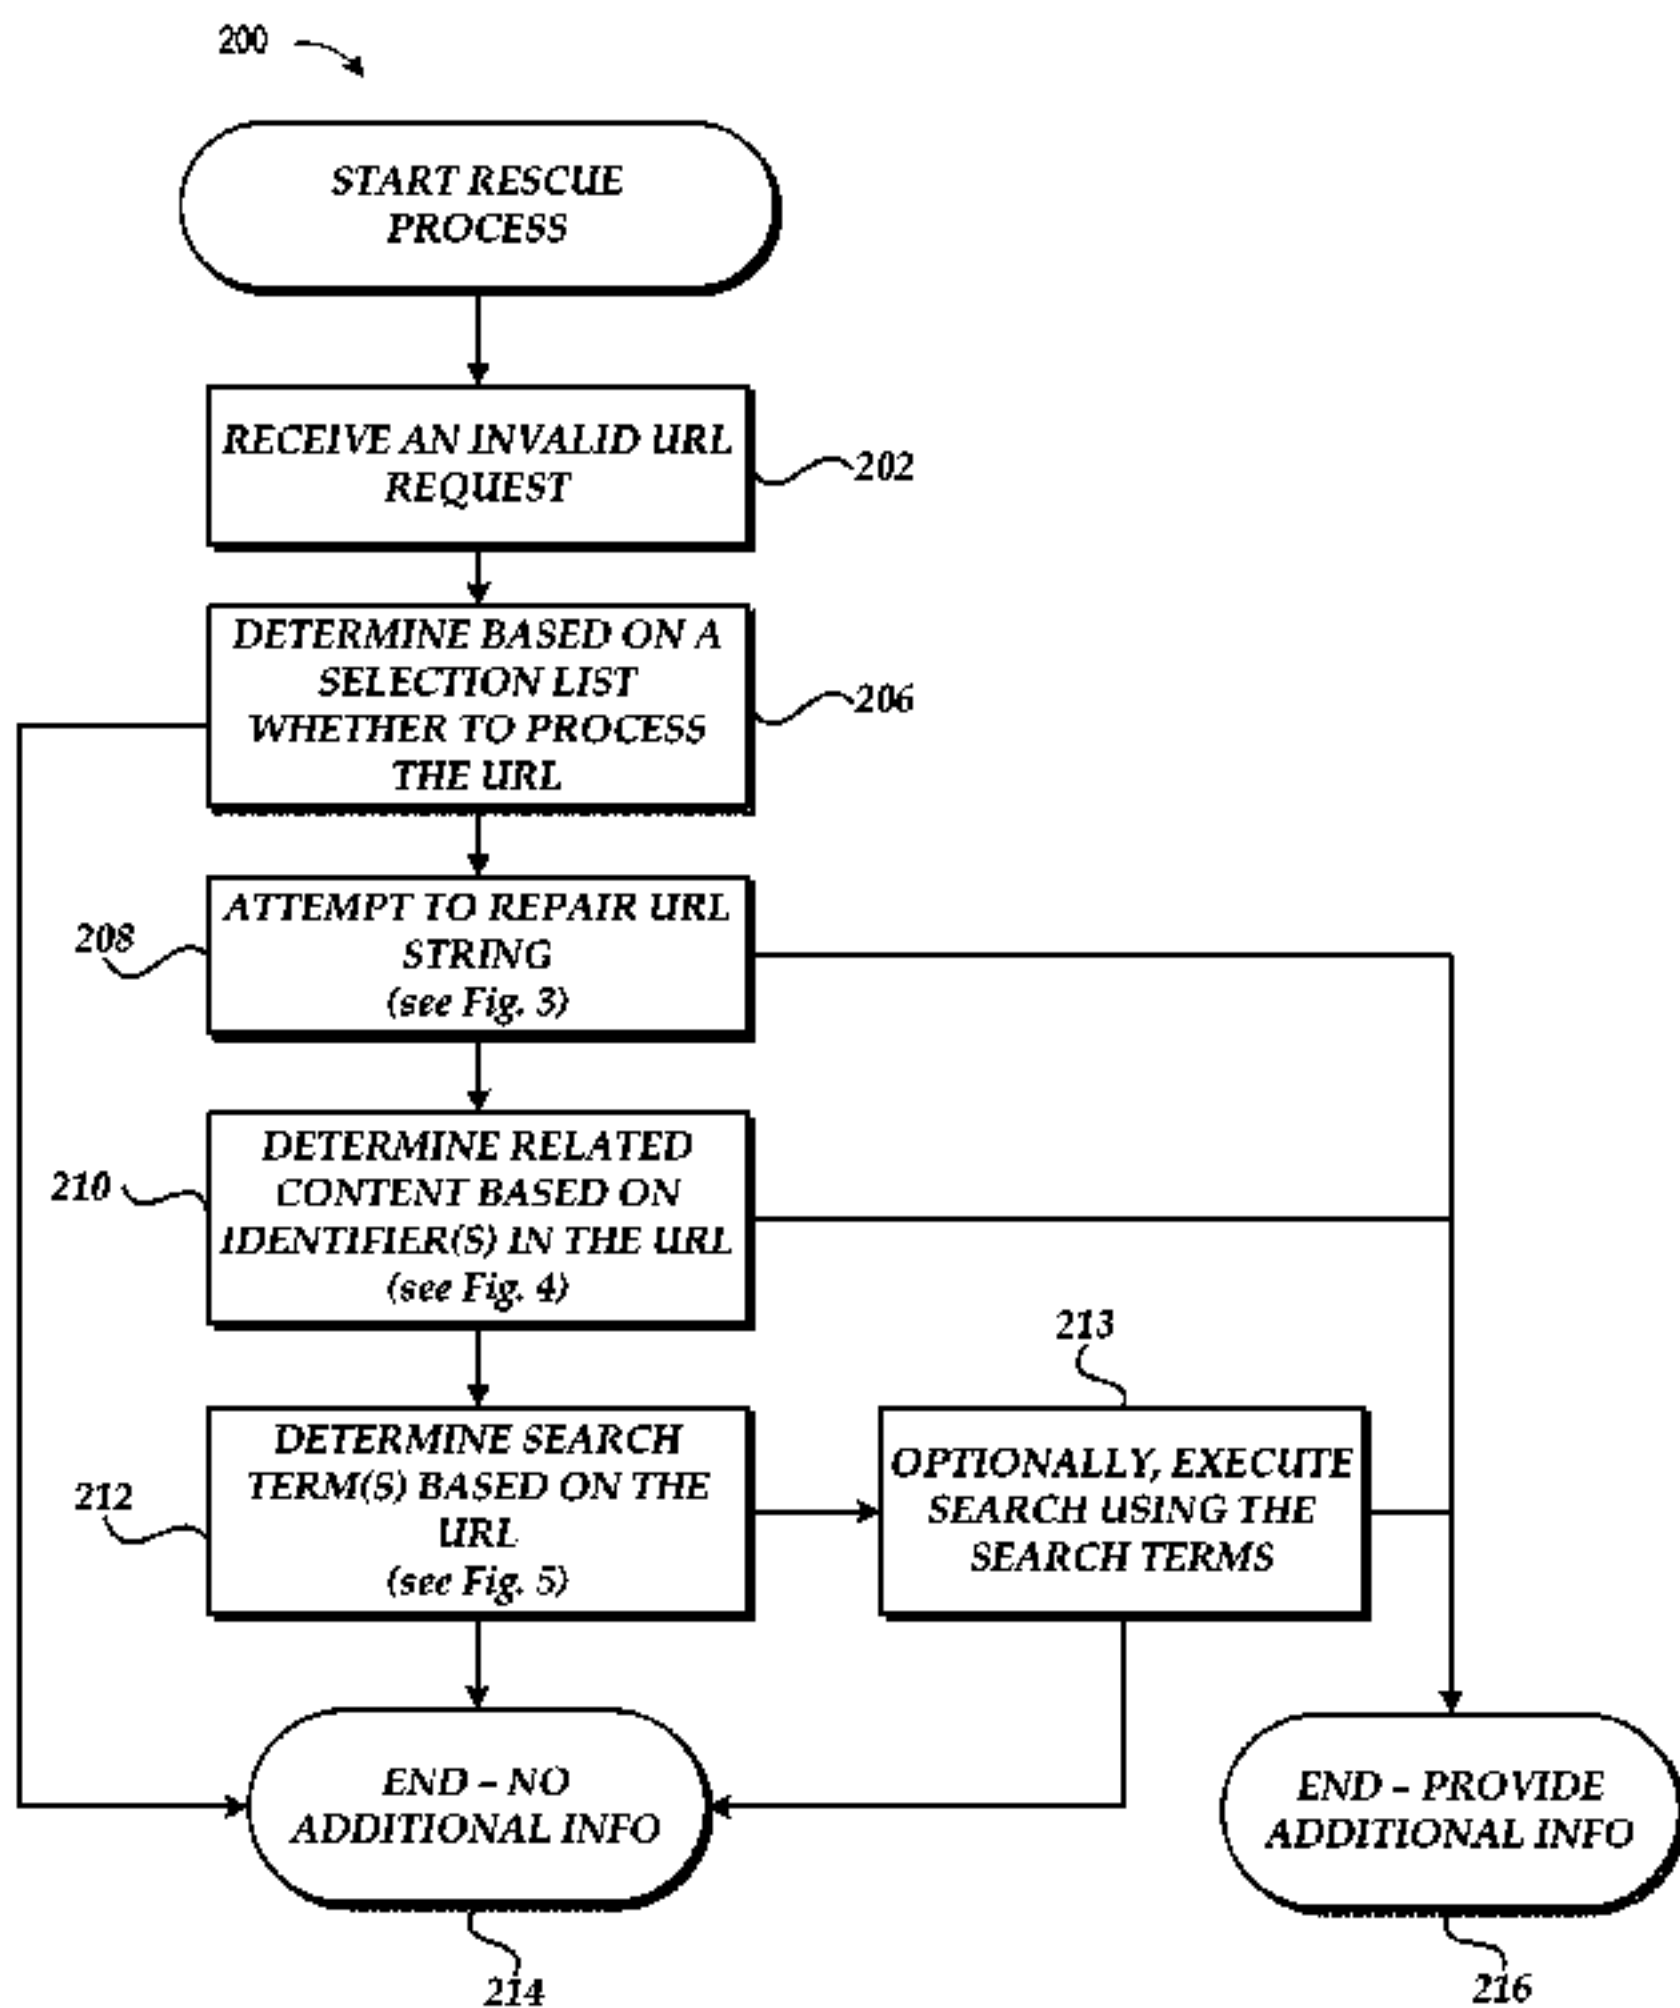 200
START RESCUE
PROCESS
RECEIVE AN INVALID URL
REQUEST
202
DETERMINE BASED ON A
SELECTION LIST
WHETHER TO PROCESS
THE URL
206
ATTEMPT TO REPAIR URL
STRING
(see Fig. 3)
208
DETERMINE RELATED
CONTENT BASED ON
IDENTIFIER(S) IN THE URL
(see Fig. 4)
210
213
DETERMINE SEARCH
TERM(S) BASED ON THE
URL
(see Fig. 5)
212
OPTIONALLY, EXECUTE
SEARCH USING THE
SEARCH TERMS
END – NO
ADDITIONAL INFO
END – PROVIDE
ADDITIONAL INFO
214
216